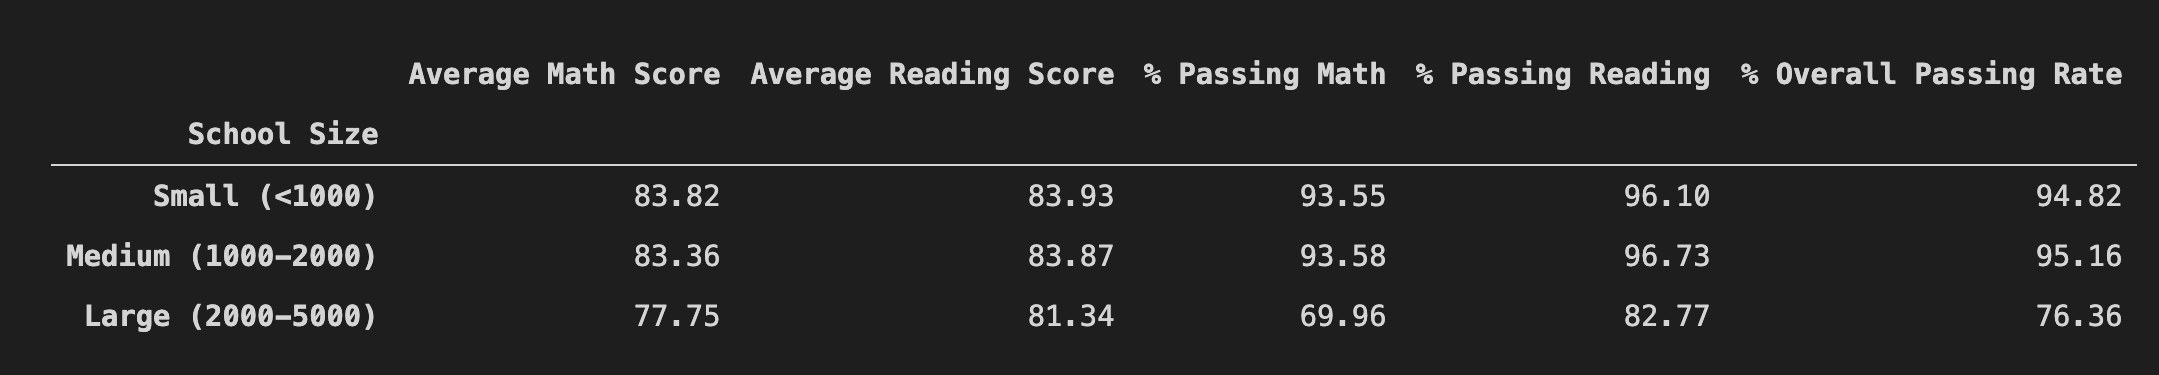 Average Math Score Average Reading Score % Passing Math % Passing Reading % Overall Passing Rate
School Size
Small (<1000) 83.82 83.93 93.55 96.10 94.82
Medium (1000-2000) 83.36 83.87 93.58 96.73 95.16
Large (2000-5000) 77.75 81.34 69.96 82.77 76.36